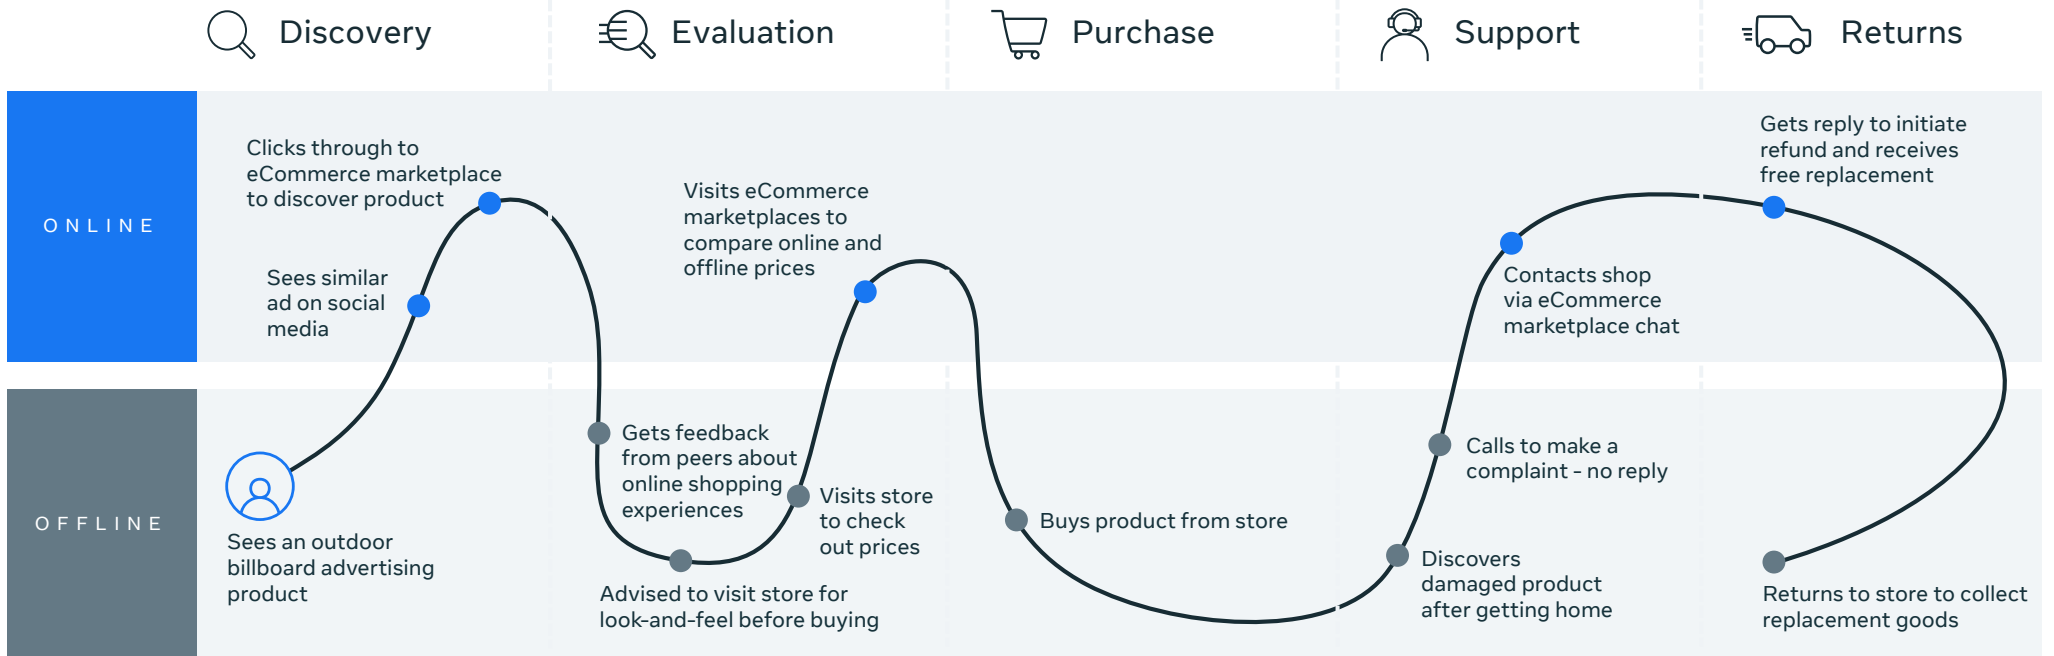 Discovery
Evaluation
Purchase
Support
Returns
ONLINE
Clicks through to
eCommerce marketplace
to discover product
Sees similar
ad on social
media
Visits eCommerce
marketplaces to
compare online and
offline prices
Contacts shop
via eCommerce
marketplace chat
Gets reply to initiate
refund and receives
free replacement
OFFLINE
Sees an outdoor
billboard advertising
product
Gets feedback
from peers about
online shopping
experiences
Advised to visit store for
look-and-feel before buying
Visits store
to check
out prices
Buys product from store
Discovers
damaged product
after getting home
Calls to make a
complaint - no reply
Returns to store to collect
replacement goods